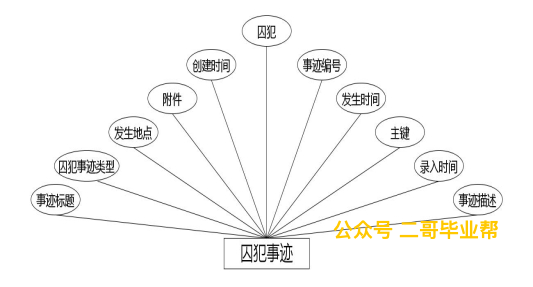 囚犯
创建时间
事迹编号
附件
发生时间
发生地点
主键
囚犯事迹类型
录入时间
事迹标题
事迹描述
公众号 二哥毕业帮
囚犯事迹